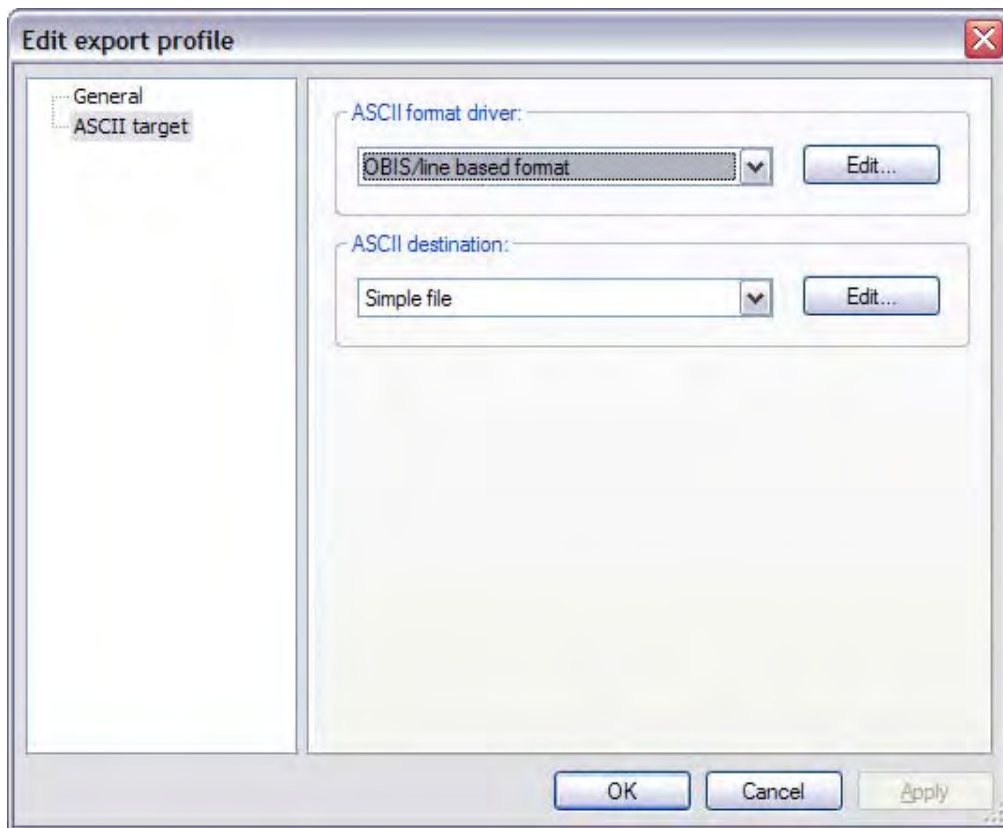 Edit export profile
General
ASCII target
ASCII format driver:
OBIS/line based format
Edit...
ASCII destination:
Simple file
Edit...
OK
Cancel
Apply